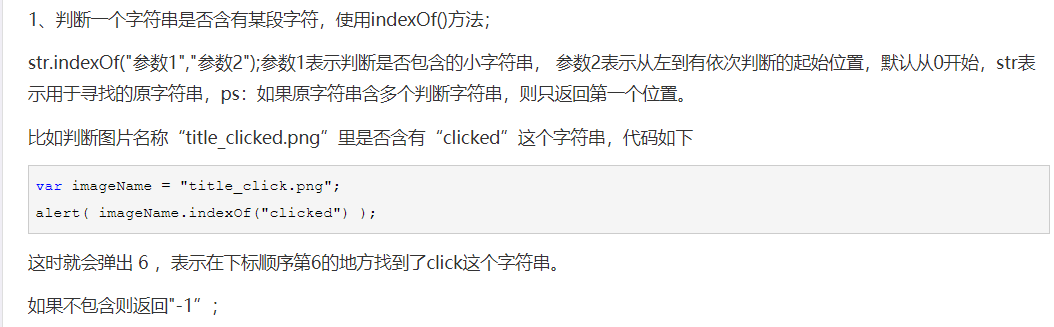 1、判断一个字符串是否含有某段字符，使用indexOf()方法；
str.indexOf("参数1","参数2");参数1表示判断是否包含的小字符串， 参数2表示从左到有依次判断的起始位置，默认从0开始，str表
示用于寻找的原字符串，ps：如果原字符串含多个判断字符串，则只返回第一个位置。
比如判断图片名称“title_clicked.png”里是否含有“clicked”这个字符串，代码如下
var imageName = "title_click.png";
alert( imageName.indexOf("clicked") );
这时就会弹出 6 ，表示在下标顺序第6的地方找到了click这个字符串。
如果不包含则返回"-1”；